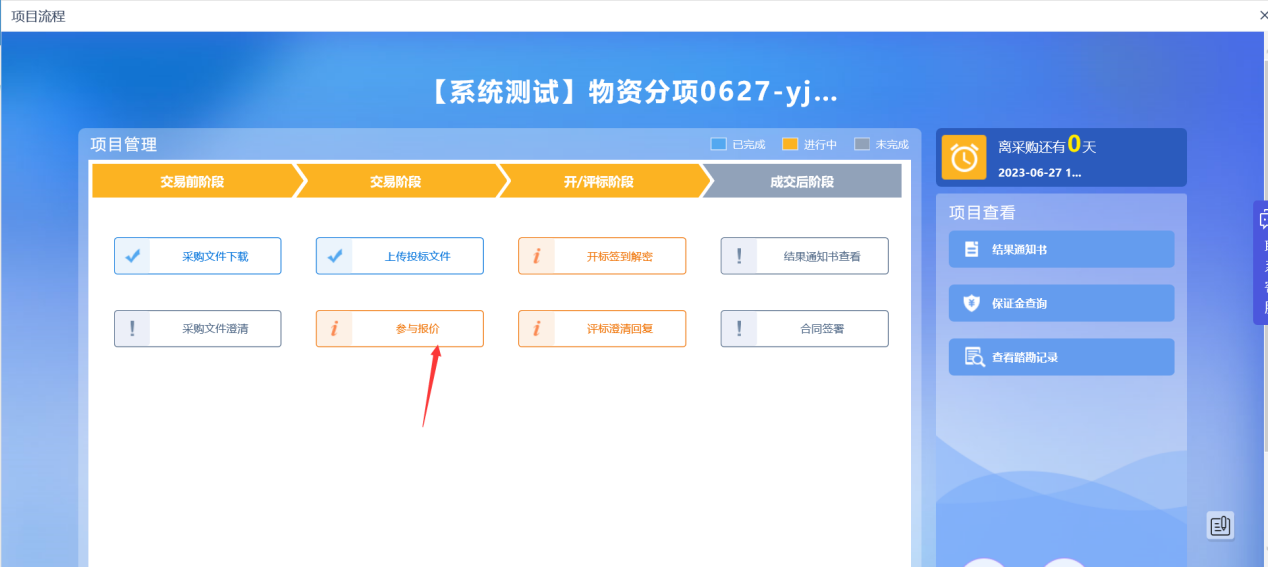 项目流程
【系统测试】物资分项0627-yj...
项目管理
已完成
进行中
未完成
交易前阶段
交易阶段
开/评标阶段
成交后阶段
采购文件下载
上传投标文件
开标签到解密
结果通知书查看
采购文件澄清
参与报价
评标澄清回复
合同签署
离采购还有0天
2023-06-27 1...
项目查看
结果通知书
保证金查询
查看踏勘记录